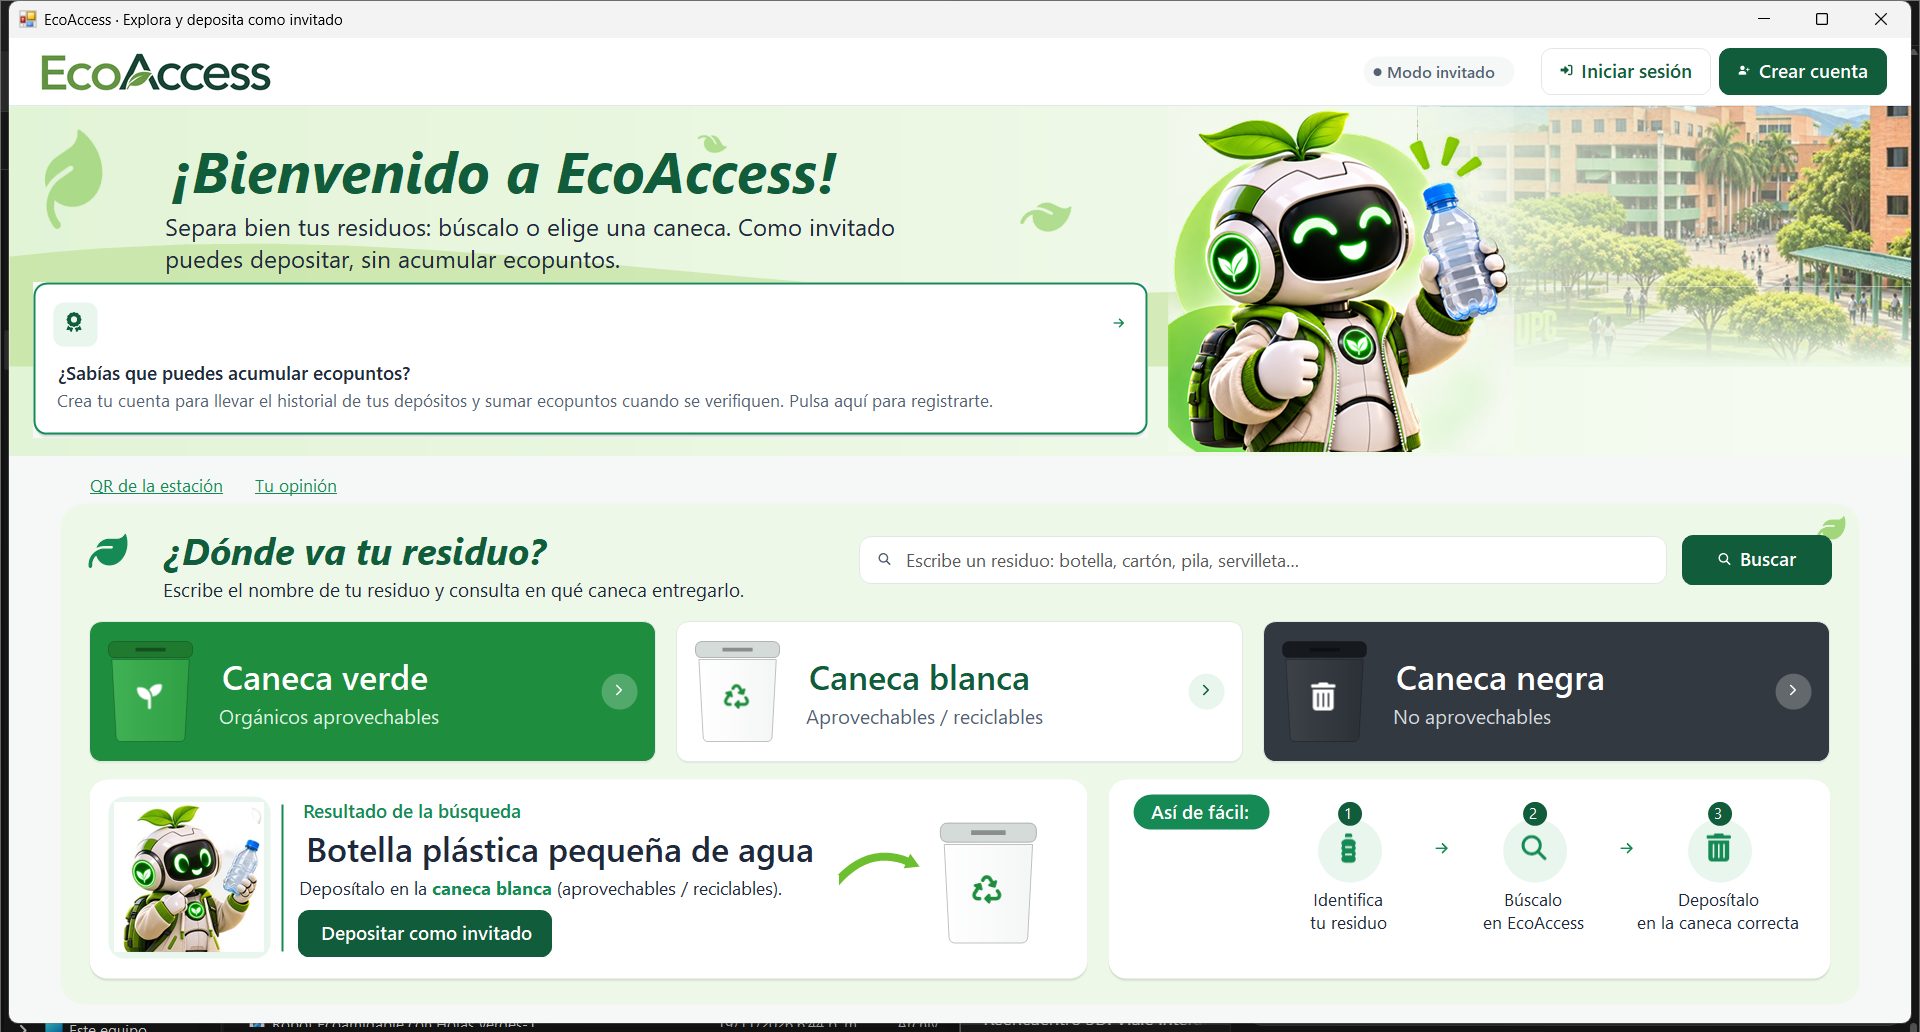 EcoAccess · Explora y deposita como invitado
EcoAccess
Modo invitado
Iniciar sesión
Crear cuenta
¡Bienvenido a EcoAccess!
Separa bien tus residuos: búscalo o elige una caneca. Como invitado
puedes depositar, sin acumular ecopuntos.
UPC
¿Sabías que puedes acumular ecopuntos?
Crea tu cuenta para llevar el historial de tus depósitos y sumar ecopuntos cuando se verifiquen. Pulsa aquí para registrarte.
QR de la estación
Tu opinión
¿Dónde va tu residuo?
Escribe el nombre de tu residuo y consulta en qué caneca entregarlo.
Escribe un residuo: botella, cartón, pila, servilleta...
Buscar
Caneca verde
Orgánicos aprovechables
Caneca blanca
Aprovechables / reciclables
Caneca negra
No aprovechables
Resultado de la búsqueda
Botella plástica pequeña de agua
Deposítalo en la caneca blanca (aprovechables / reciclables).
Depositar como invitado
Así de fácil:
1
Identifica
tu residuo
2
Búscalo
en EcoAccess
3
Deposítalo
en la caneca correcta
Este equipo